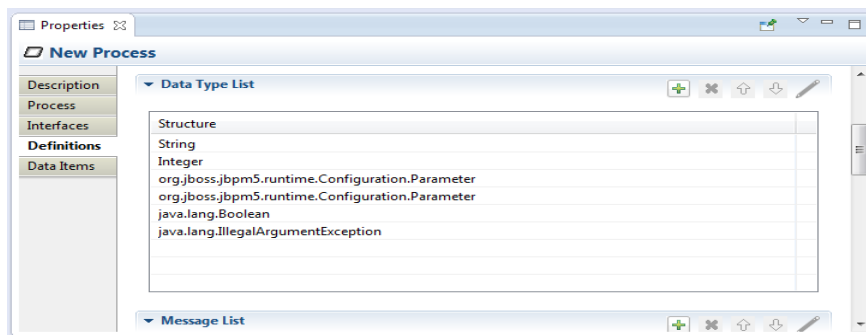 Properties
New Process
Description
Process
Interfaces
Definitions
Data Items
Data Type List
Structure
String
Integer
org.jboss.jbpm5.runtime.Configuration.Parameter
org.jboss.jbpm5.runtime.Configuration.Parameter
java.lang.Boolean
java.lang.IllegalArgumentException
Message List